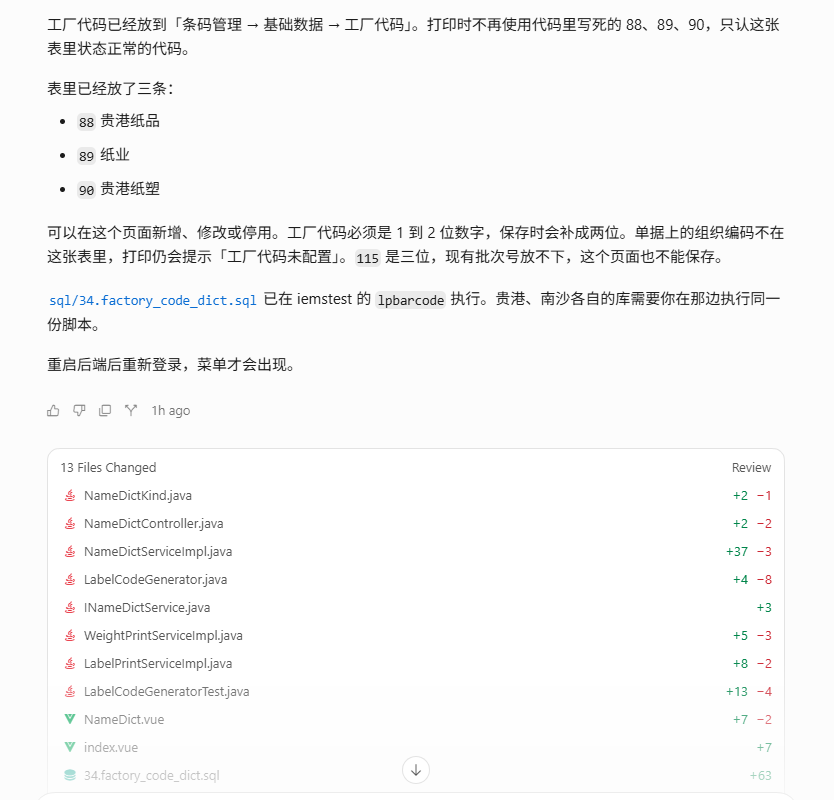 工厂代码已经放到「条码管理 → 基础数据 → 工厂代码」。打印时不再使用代码里写死的 88、89、90，只认这张
表里状态正常的代码。
表里已经放了三条：
88 贵港纸品
89 纸业
90 贵港纸塑
可以在这个页面新增、修改或停用。工厂代码必须是 1 到 2 位数字，保存时会补成两位。单据上的组织编码不在
这张表里，打印仍会提示「工厂代码未配置」。115 是三位，现有批次号放不下，这个页面也不能保存。
sql/34.factory_code_dict.sql 已在 iemstest 的 lpbarcode 执行。贵港、南沙各自的库需要你在那边执行同一
份脚本。
重启后端后重新登录，菜单才会出现。
1h ago
13 Files Changed Review
NameDictKind.java +2 −1
NameDictController.java +2 −2
NameDictServiceImpl.java +37 −3
LabelCodeGenerator.java +4 −8
INameDictService.java +3
WeightPrintServiceImpl.java +5 −3
LabelPrintServiceImpl.java +8 −2
LabelCodeGeneratorTest.java +13 −4
NameDict.vue +7 −2
index.vue +7
34.factory_code_dict.sql +63